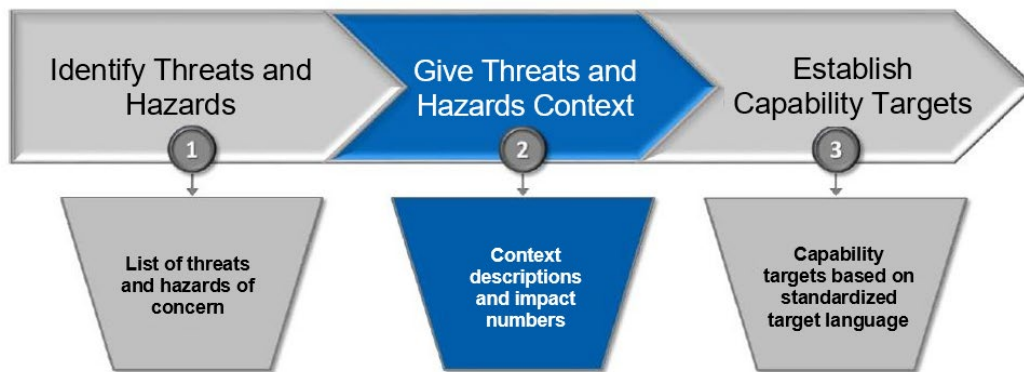 Identify Threats and
Hazards
Give Threats and
Hazards Context
Establish
Capability Targets
1
2
3
List of threats
and hazards of
concern
Context
descriptions
and impact
numbers
Capability
targets based on
standardized
target language